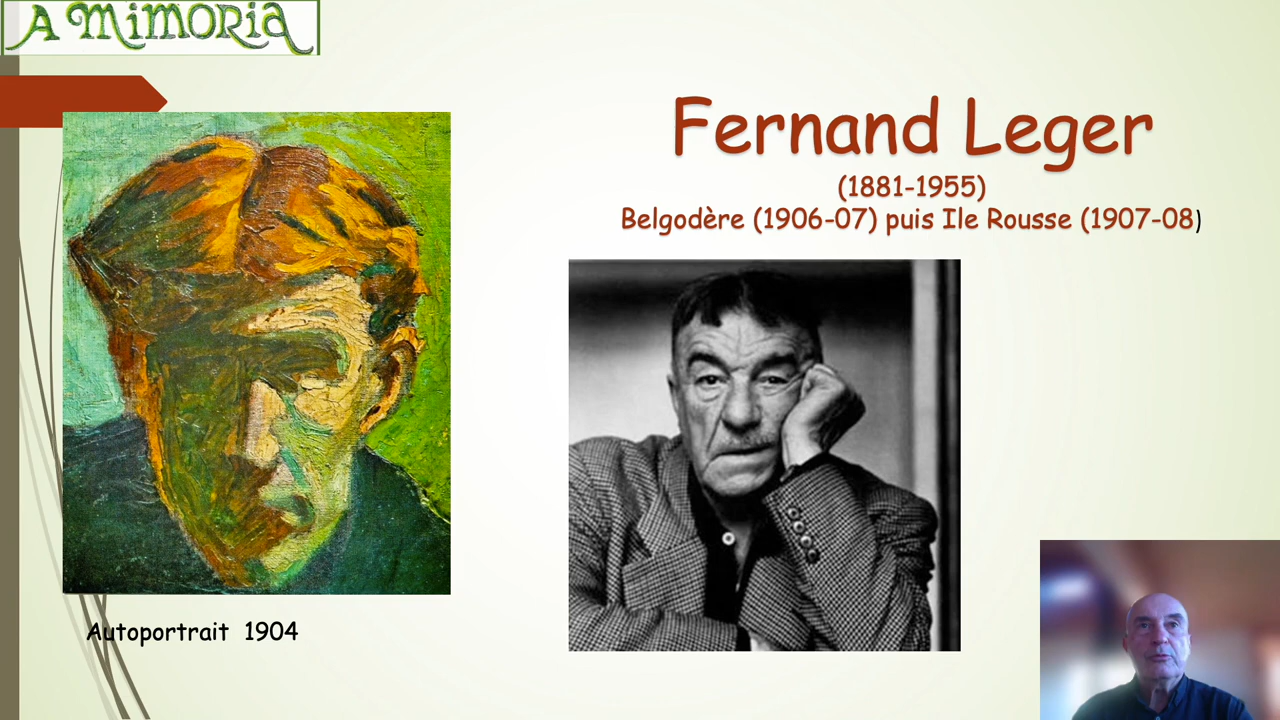 A MIMORIA
Fernand Leger
(1881-1955)
Belgodère (1906-07) puis Ile Rousse (1907-08)
Autoportrait 1904